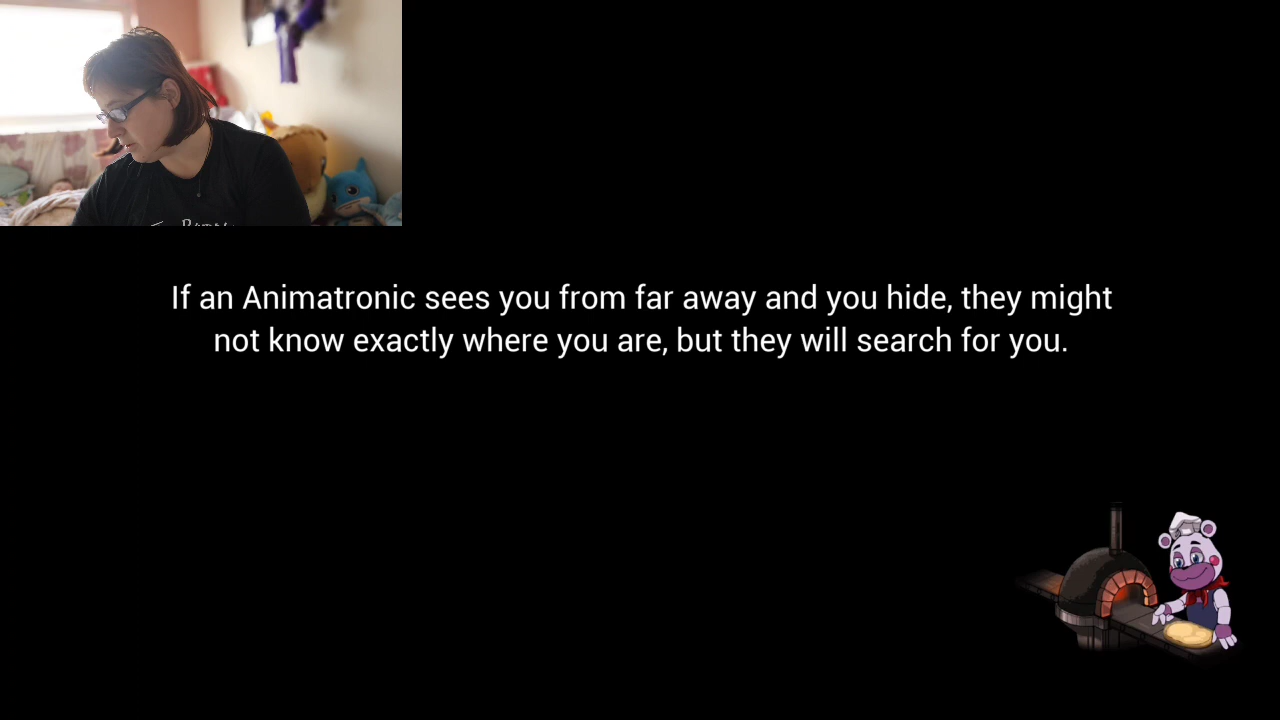 If an Animatronic sees you from far away and you hide, they might
not know exactly where you are, but they will search for you.